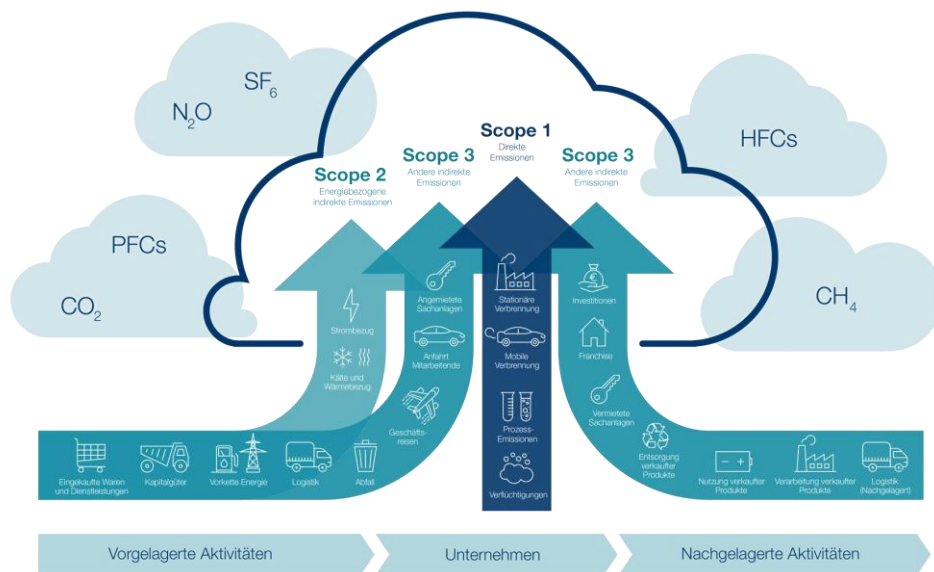 SF₆
N₂O
PFCs
CO₂
HFCs
CH₄
Scope 2
Energiebezogene
indirekte Emissionen
Scope 3
Andere indirekte
Emissionen
Scope 1
Direkte
Emissionen
Scope 3
Andere indirekte
Emissionen
Strombezug
Kälte und
Wärmebezug
Angemietete
Sachanlagen
Anfahrt
Mitarbeitende
Geschäfts-
reisen
Stationäre
Verbrennung
Mobile
Verbrennung
Prozess-
Emissionen
Verflüchtigungen
€
Investitionen
Franchise
Vermietete
Sachanlagen
Eingekaufte Waren
und Dienstleistungen
Kapitalgüter
Vorkette Energie
Logistik
Abfall
Entsorgung
verkaufter
Produkte
Nutzung verkaufter
Produkte
Verarbeitung verkaufter
Produkte
Logistik
(Nachgelagert)
Vorgelagerte Aktivitäten
Unternehmen
Nachgelagerte Aktivitäten